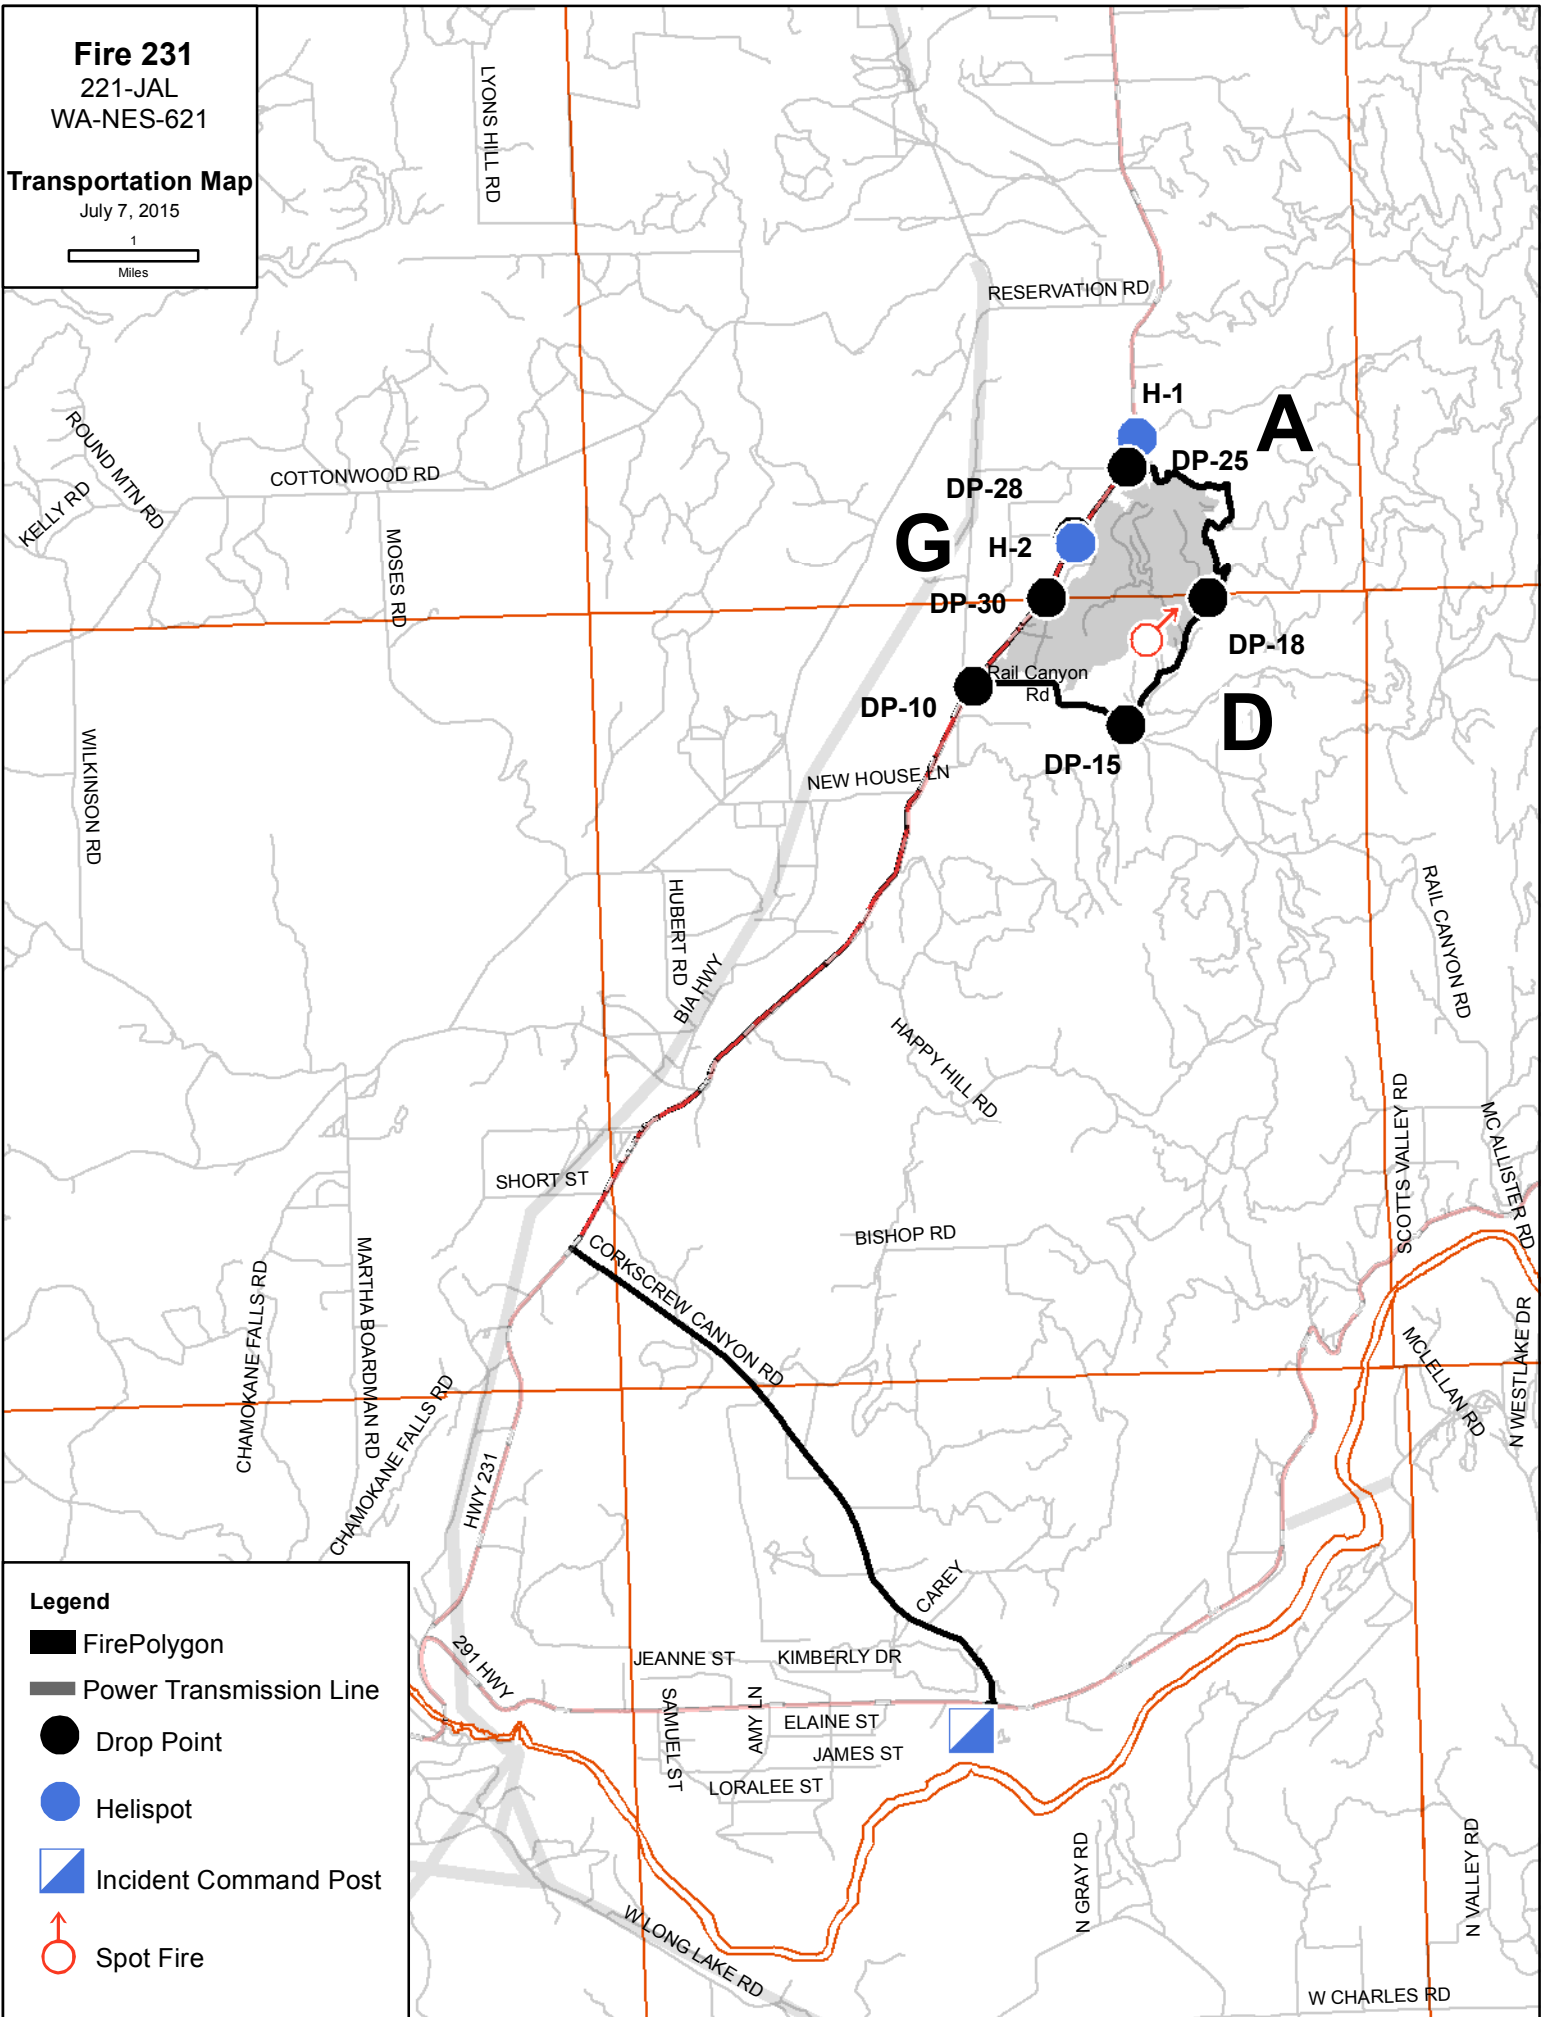 Fire 231
221-JAL
WA-NES-621
Transportation Map
July 7, 2015
1
Miles
LYONS HILL RD
RESERVATION RD
H-1
A
DP-25
DP-28
ROUND MTN RD
KELLY RD
COTTONWOOD RD
MOSES RD
G
H-2
DP-30
DP-18
Rail Canyon
Rd
DP-10
D
DP-15
NEW HOUSE LN
WILKINSON RD
HUBERT RD
BIA HWY
RAIL CANYON RD
HAPPY HILL RD
SCOTTS VALLEY RD
MC ALLISTER RD
SHORT ST
BISHOP RD
CORKSCREW CANYON RD
CHAMOKANE FALLS RD
MARTHA BOARDMAN RD
CHAMOKANE FALLS RD
HWY 231
MCLELLAN RD
N WESTLAKE DR
CAREY
291 HWY
JEANNE ST
KIMBERLY DR
SAMUEL ST
AMY LN
ELAINE ST
JAMES ST
LORALEE ST
N GRAY RD
N VALLEY RD
W LONG LAKE RD
W CHARLES RD
Legend
FirePolygon
Power Transmission Line
Drop Point
Helispot
Incident Command Post
Spot Fire